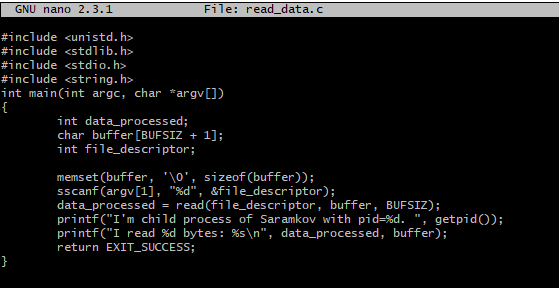 GNU nano 2.3.1 File: read_data.c
#include <unistd.h>
#include <stdlib.h>
#include <stdio.h>
#include <string.h>
int main(int argc, char *argv[])
{
int data_processed;
char buffer[BUFSIZ + 1];
int file_descriptor;
memset(buffer, '\0', sizeof(buffer));
sscanf(argv[1], "%d", &file_descriptor);
data_processed = read(file_descriptor, buffer, BUFSIZ);
printf("I'm child process of Saramkov with pid=%d. ", getpid());
printf("I read %d bytes: %s\n", data_processed, buffer);
return EXIT_SUCCESS;
}